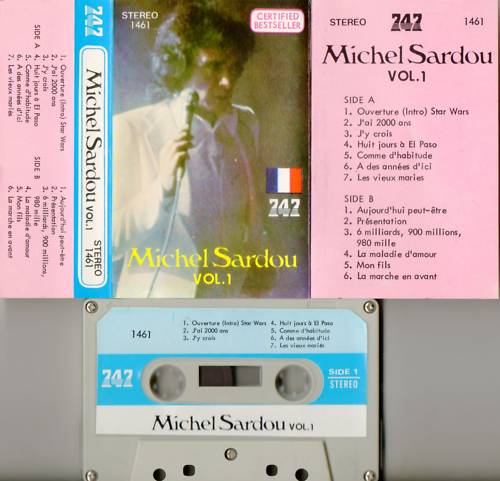 SIDE A
1. Ouverture (Intro) Star Wars
2. J'ai 2000 ans
3. J'y crois
4. Huit jours à El Paso
5. Comme d'habitude
6. A des années d'ici
7. Les vieux mariés
SIDE B
1. Aujourd'hui peut-être
2. Présentation
3. 6 milliards, 900 millions,
980 mille
4. La maladie d'amour
5. Mon fils
6. La marche en avant
747
Michel Sardou VOL.1
STEREO
1461
STEREO
1461
CERTIFIED
BESTSELLER
747
Michel Sardou
VOL.1
STEREO 747 1461
Michel Sardou
VOL.1
SIDE A
1. Ouverture (Intro) Star Wars
2. J'ai 2000 ans
3. J'y crois
4. Huit jours à El Paso
5. Comme d'habitude
6. A des années d'ici
7. Les vieux mariés
SIDE B
1. Aujourd'hui peut-être
2. Présentation
3. 6 milliards, 900 millions,
980 mille
4. La maladie d'amour
5. Mon fils
6. La marche en avant
1461
1. Ouverture (Intro) Star Wars
2. J'ai 2000 ans
3. J'y crois
4. Huit jours à El Paso
5. Comme d'habitude
6. A des années d'ici
7. Les vieux mariés
747
SIDE 1
STEREO
Michel Sardou VOL.1